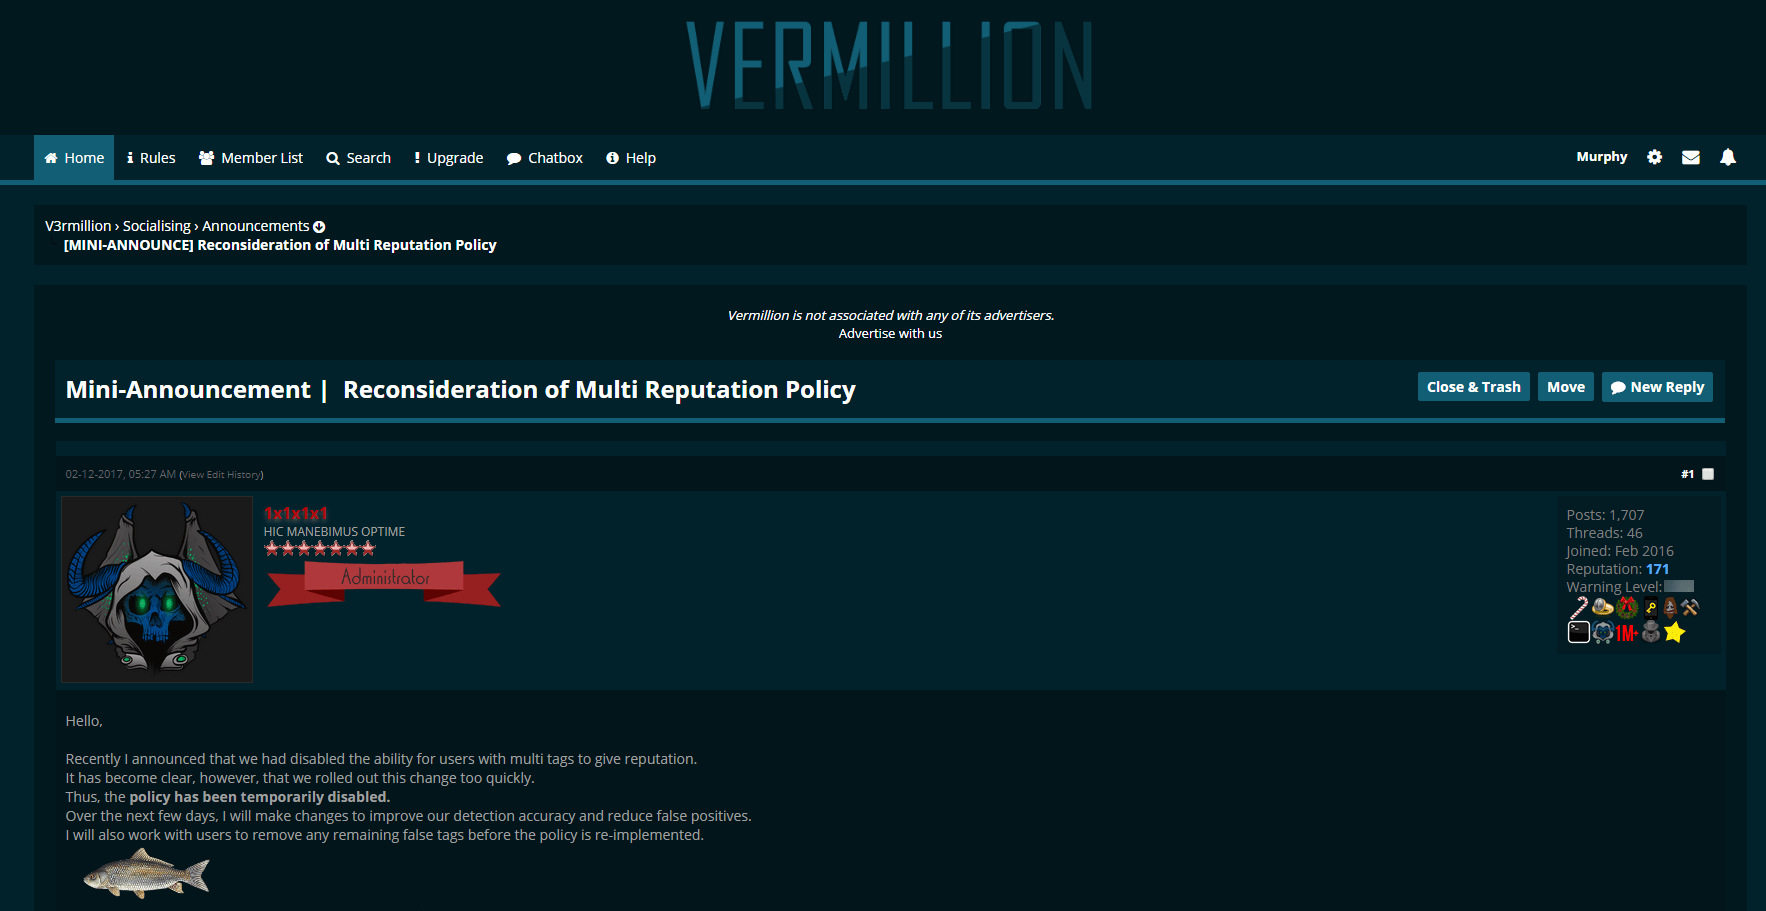 VERMILLION
Home Rules Member List Search Upgrade Chatbox Help Murphy
V3rmillion › Socialising › Announcements
[MINI-ANNOUNCE] Reconsideration of Multi Reputation Policy
Vermillion is not associated with any of its advertisers.
Advertise with us
Mini-Announcement | Reconsideration of Multi Reputation Policy Close & Trash Move New Reply
02-12-2017, 05:27 AM (View Edit History) #1
1x1x1x1
HIC MANEBIMUS OPTIME
Administrator
Posts: 1,707
Threads: 46
Joined: Feb 2016
Reputation: 171
Warning Level:
1M+
Hello,
Recently I announced that we had disabled the ability for users with multi tags to give reputation.
It has become clear, however, that we rolled out this change too quickly.
Thus, the policy has been temporarily disabled.
Over the next few days, I will make changes to improve our detection accuracy and reduce false positives.
I will also work with users to remove any remaining false tags before the policy is re-implemented.